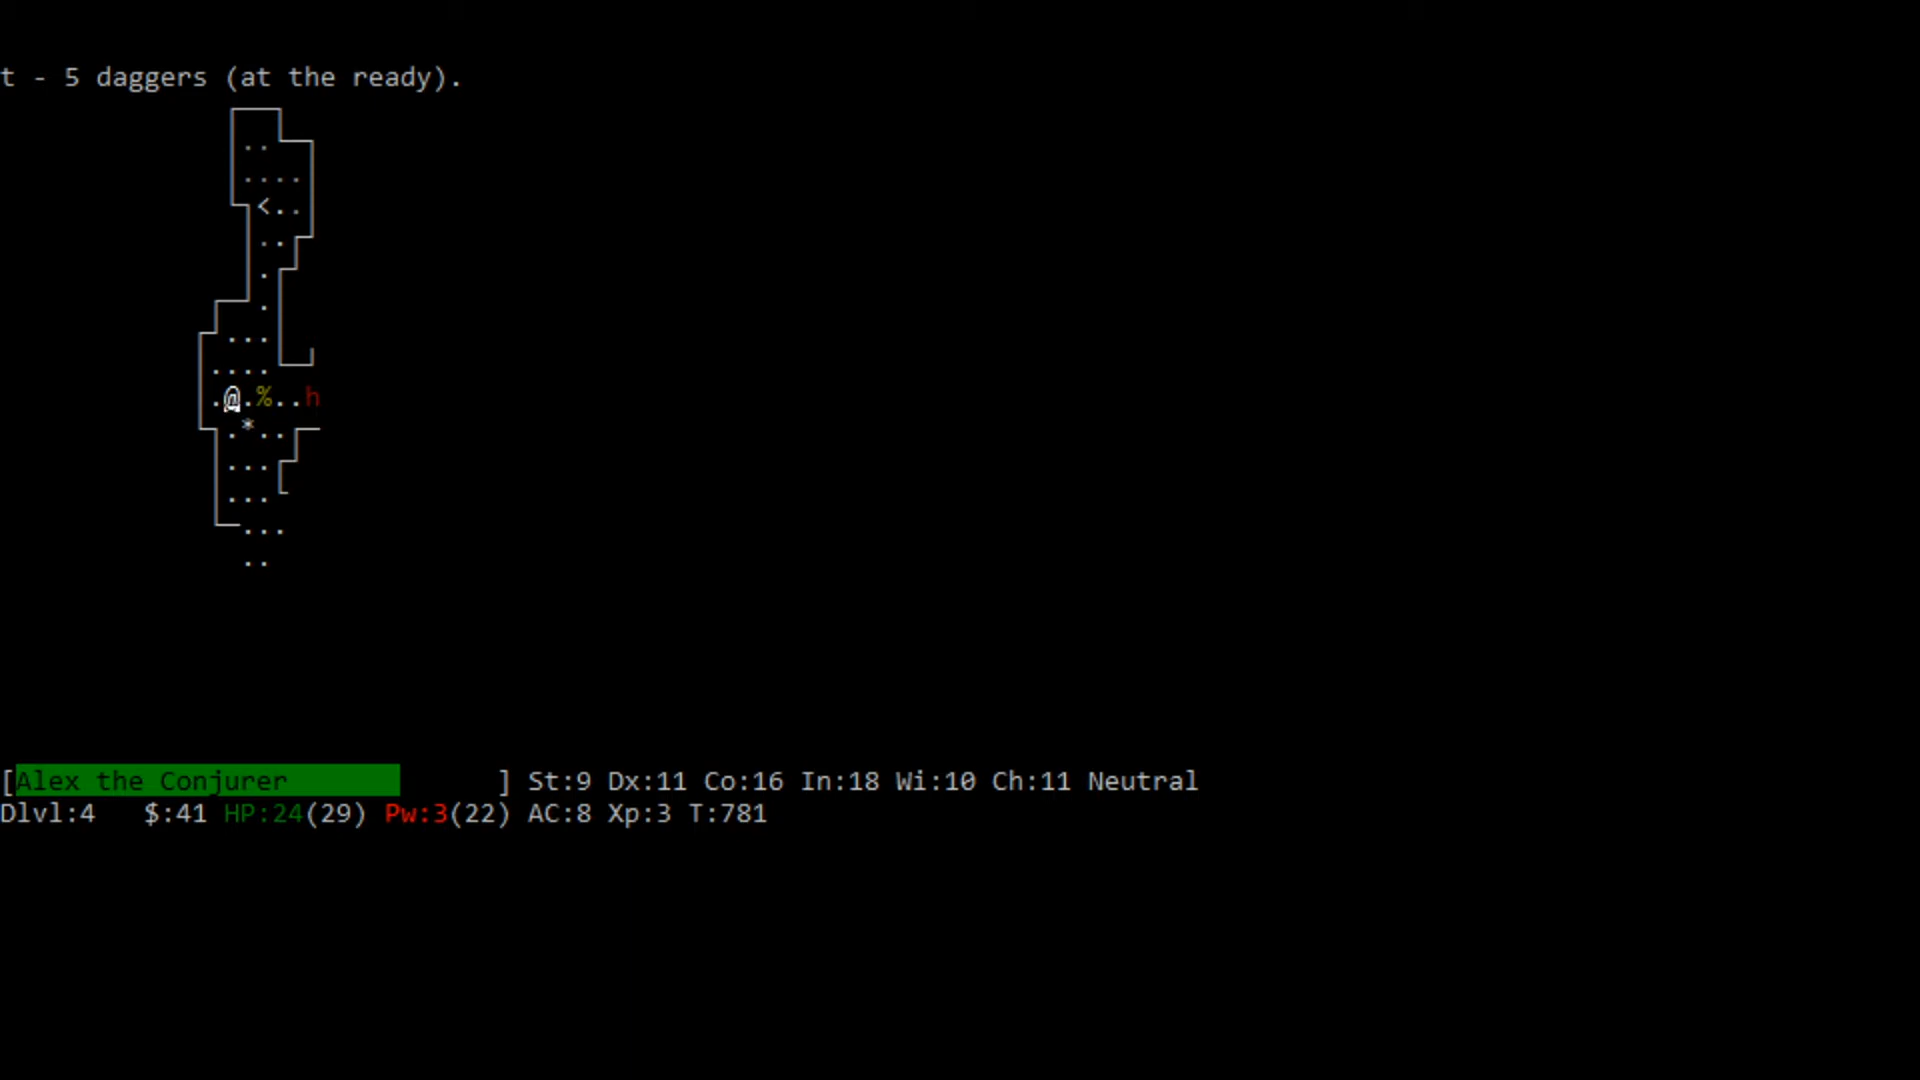 t - 5 daggers (at the ready).
. .
. . . .
< . .
. .
.
.
. . .
. . . .
. @ . % . . h
. * . .
. . .
. . .
. . .
. .
[Alex the Conjurer ] St:9 Dx:11 Co:16 In:18 Wi:10 Ch:11 Neutral
Dlvl:4 $:41 HP:24(29) Pw:3(22) AC:8 Xp:3 T:781